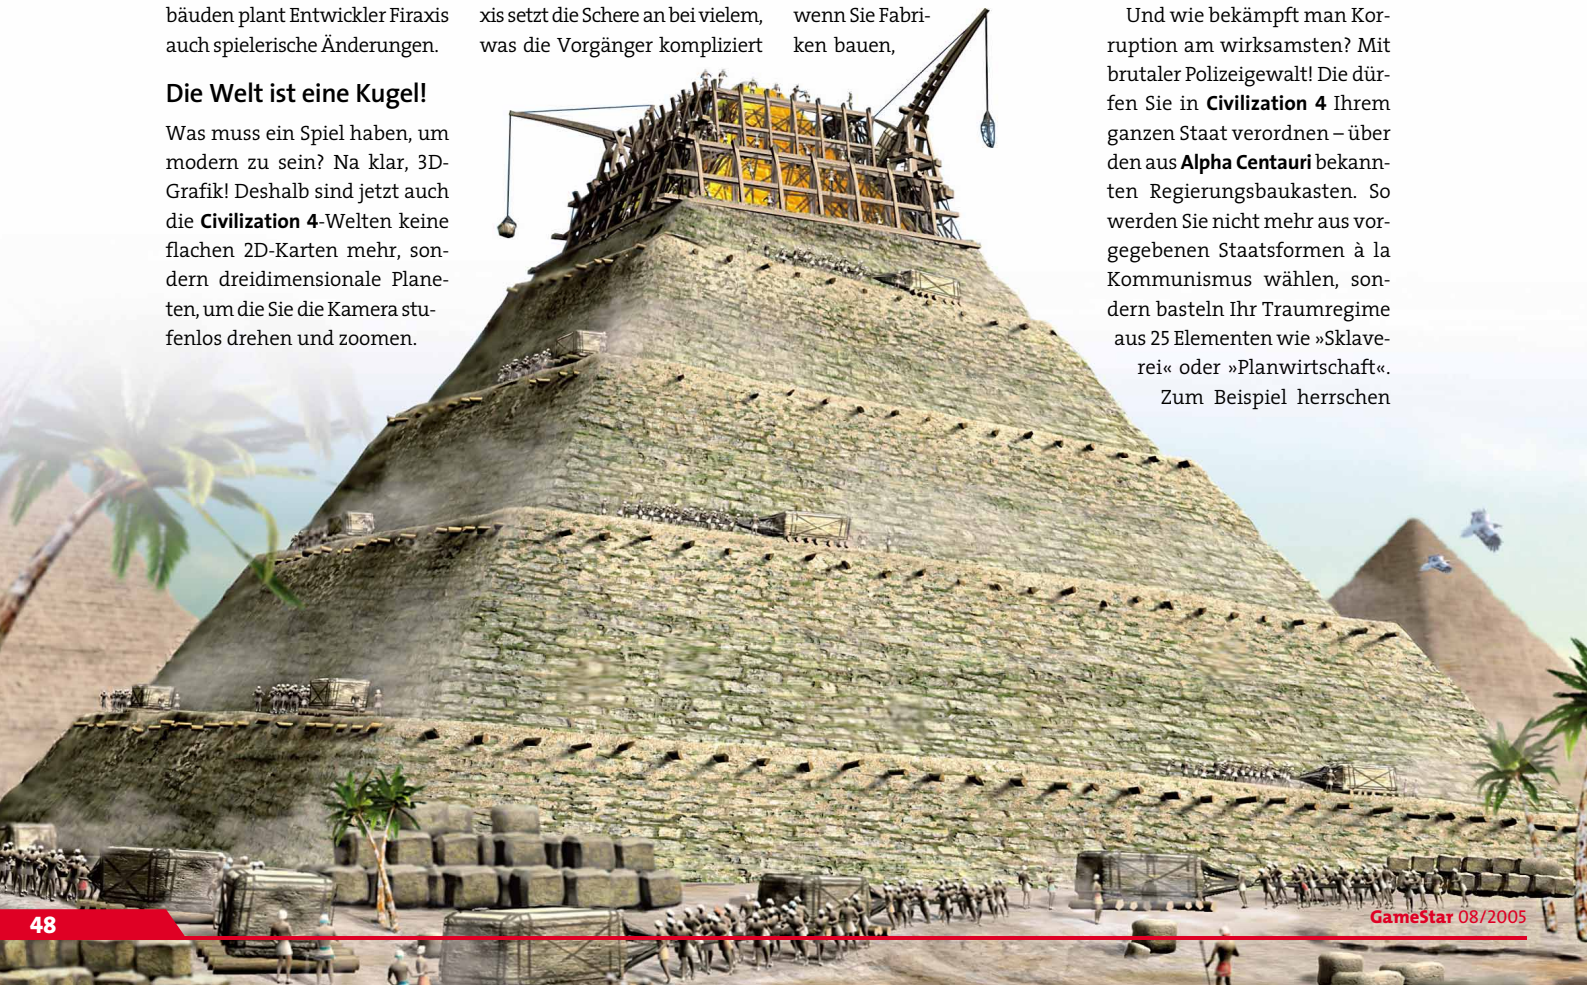 bäuden plant Entwickler Firaxis
auch spielerische Änderungen.
Die Welt ist eine Kugel!
Was muss ein Spiel haben, um
modern zu sein? Na klar, 3D-
Grafik! Deshalb sind jetzt auch
die Civilization 4-Welten keine
flachen 2D-Karten mehr, son-
dern dreidimensionale Plane-
ten, um die Sie die Kamera stu-
fenlos drehen und zoomen.
xis setzt die Schere an bei vielem,
was die Vorgänger kompliziert
wenn Sie Fabri-
ken bauen,
Und wie bekämpft man Kor-
ruption am wirksamsten? Mit
brutaler Polizeigewalt! Die dür-
fen Sie in Civilization 4 Ihrem
ganzen Staat verordnen – über
den aus Alpha Centauri bekann-
ten Regierungsbaukasten. So
werden Sie nicht mehr aus vor-
gegebenen Staatsformen à la
Kommunismus wählen, son-
dern basteln Ihr Traumregime
aus 25 Elementen wie »Sklave-
rei« oder »Planwirtschaft«.
Zum Beispiel herrschen
48
GameStar 08/2005